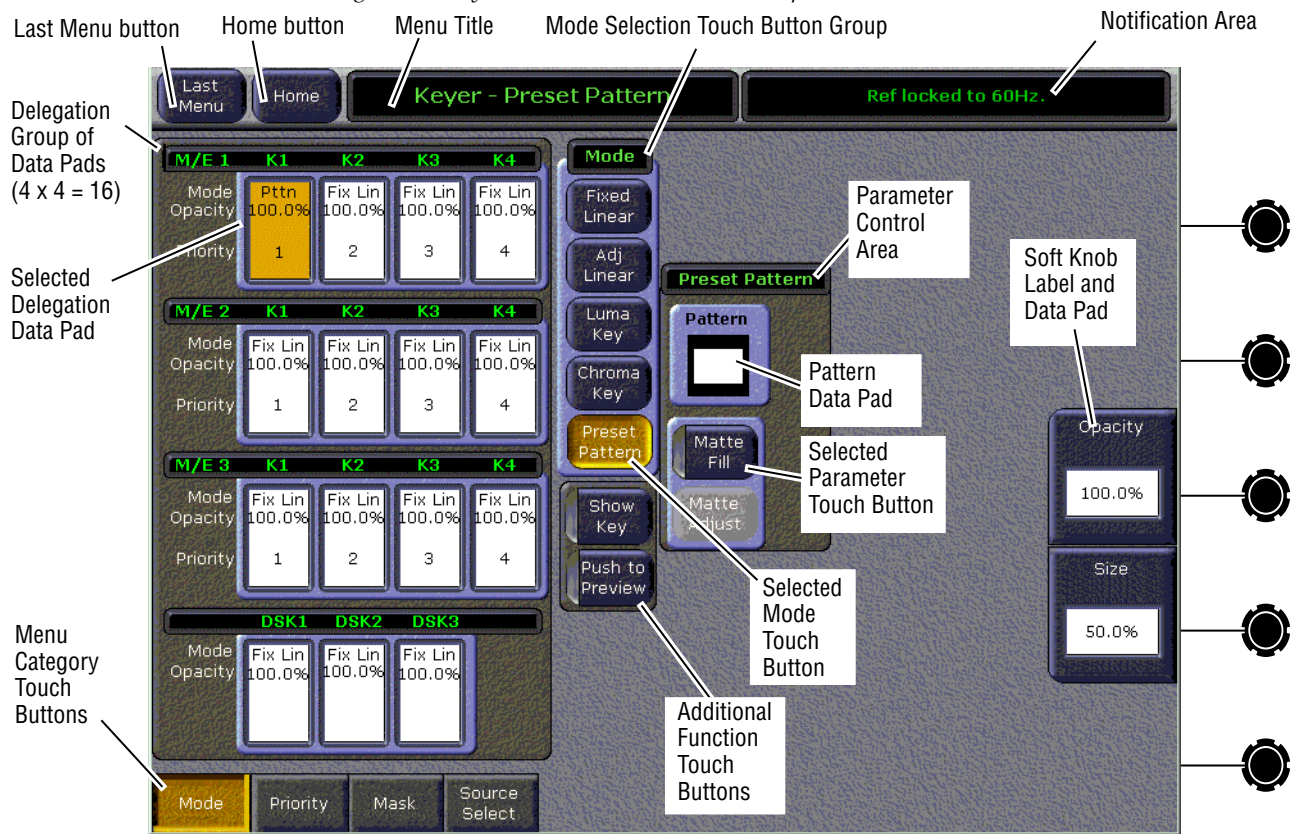 Last Menu button
Home button
Menu Title
Mode Selection Touch Button Group
Notification Area
Last
Menu
Home
Keyer - Preset Pattern
Ref locked to 60Hz.
Delegation
Group of
Data Pads
(4 x 4 = 16)
Selected
Delegation
Data Pad
Menu
Category
Touch
Buttons
M/E 1 K1 K2 K3 K4
Mode Pttn Fix Lin Fix Lin Fix Lin
Opacity 100.0% 100.0% 100.0% 100.0%
Priority 1 2 3 4
M/E 2 K1 K2 K3 K4
Mode Fix Lin Fix Lin Fix Lin Fix Lin
Opacity 100.0% 100.0% 100.0% 100.0%
Priority 1 2 3 4
M/E 3 K1 K2 K3 K4
Mode Fix Lin Fix Lin Fix Lin Fix Lin
Opacity 100.0% 100.0% 100.0% 100.0%
Priority 1 2 3 4
DSK1 DSK2 DSK3
Mode Fix Lin Fix Lin Fix Lin
Opacity 100.0% 100.0% 100.0%
Mode
Fixed
Linear
Adj
Linear
Luma
Key
Chroma
Key
Preset
Pattern
Show
Key
Push to
Preview
Parameter
Control
Area
Preset Pattern
Pattern
Pattern
Data Pad
Matte
Fill
Matte
Adjust
Selected
Parameter
Touch Button
Selected
Mode
Touch
Button
Additional
Function
Touch
Buttons
Soft Knob
Label and
Data Pad
Opacity
100.0%
Size
50.0%
Mode
Priority
Mask
Source
Select